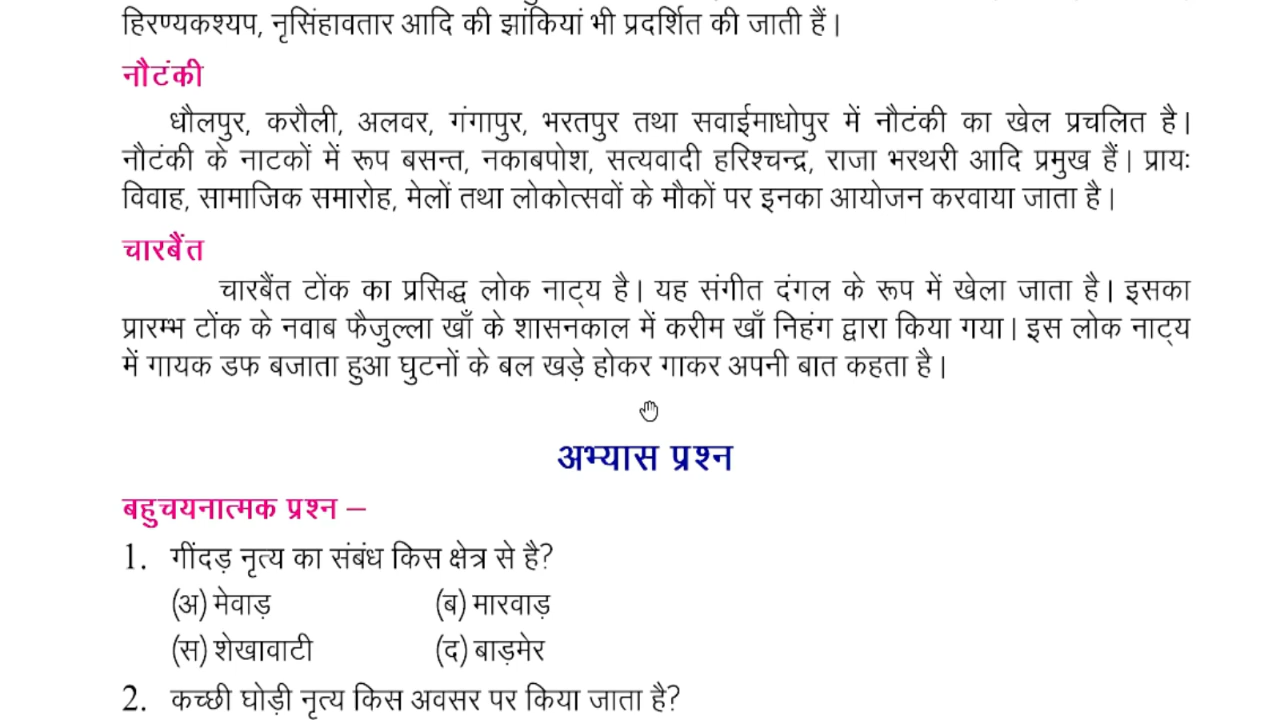 हिरण्यकश्यप, नृसिंहावतार आदि की झांकियां भी प्रदर्शित की जाती हैं।
नौटंकी
धौलपुर, करौली, अलवर, गंगापुर, भरतपुर तथा सवाईमाधोपुर में नौटंकी का खेल प्रचलित है।
नौटंकी के नाटकों में रूप बसन्त, नकाबपोश, सत्यवादी हरिश्चन्द्र, राजा भरथरी आदि प्रमुख हैं। प्रायः
विवाह, सामाजिक समारोह, मेलों तथा लोकोत्सवों के मौकों पर इनका आयोजन करवाया जाता है।
चारबैंत
चारबैंत टोंक का प्रसिद्ध लोक नाट्य है। यह संगीत दंगल के रूप में खेला जाता है। इसका
प्रारम्भ टोंक के नवाब फैजुल्ला खाँ के शासनकाल में करीम खाँ निहंग द्वारा किया गया। इस लोक नाट्य
में गायक डफ बजाता हुआ घुटनों के बल खड़े होकर गाकर अपनी बात कहता है।
अभ्यास प्रश्न
बहुचयनात्मक प्रश्न –
1. गींदड़ नृत्य का संबंध किस क्षेत्र से है?
(अ) मेवाड़ (ब) मारवाड़
(स) शेखावाटी (द) बाड़मेर
2. कच्छी घोड़ी नृत्य किस अवसर पर किया जाता है?